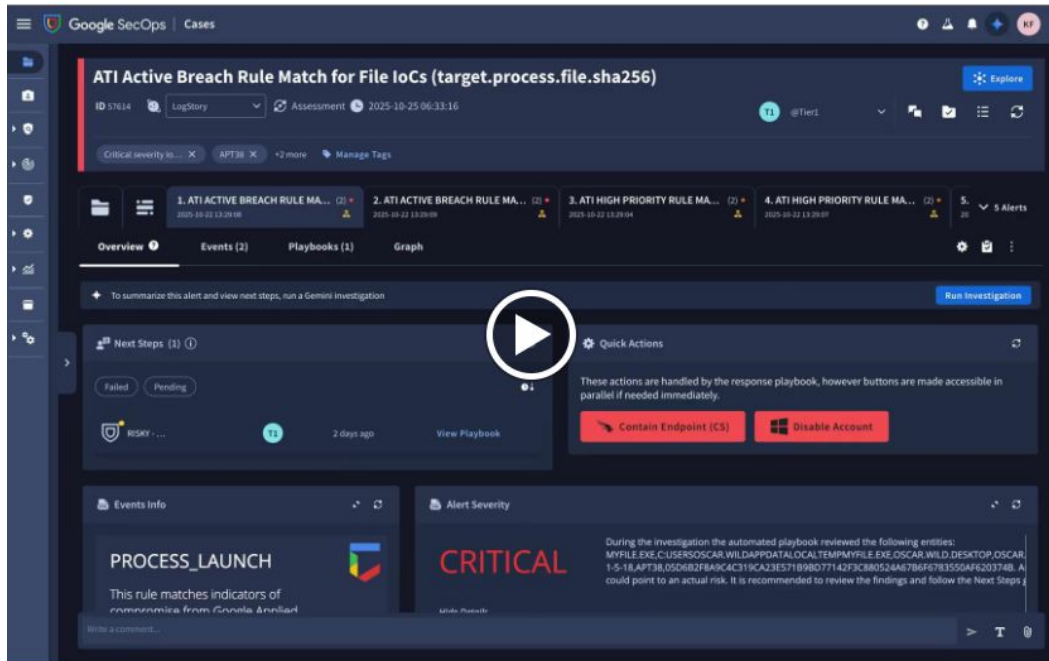 Google SecOps | Cases
KF
ATI Active Breach Rule Match for File IoCs (target.process.file.sha256)
Explore
ID 57614 LogStory Assessment 2025-10-25 06:33:16
T1 @Tier1
Critical severity io... X APT38 X +2 more Manage Tags
1. ATI ACTIVE BREACH RULE MA... (2)
2025-10-22 13:29:08
2. ATI ACTIVE BREACH RULE MA... (2)
2025-10-22 13:29:09
3. ATI HIGH PRIORITY RULE MA... (2)
2025-10-22 13:29:04
4. ATI HIGH PRIORITY RULE MA... (2)
2025-10-22 13:29:07
5.
20
5 Alerts
Overview Events (2) Playbooks (1) Graph
To summarize this alert and view next steps, run a Gemini investigation
Run Investigation
Next Steps (1)
Failed Pending
RISKY - ... T1 2 days ago View Playbook
Quick Actions
These actions are handled by the response playbook, however buttons are made accessible in
parallel if needed immediately.
Contain Endpoint (CS) Disable Account
Events Info
PROCESS_LAUNCH
This rule matches indicators of
compromise from Google Applied
Alert Severity
CRITICAL
Hide Details
During the investigation the automated playbook reviewed the following entities:
MYFILE.EXE,C:USERSOSCAR.WILDAPPDATALOCALTEMPMYFILE.EXE,OSCAR.WILD.DESKTOP,OSCAR.
could point to an actual risk. It is recommended to review the findings and follow the Next Steps
Write a comment...